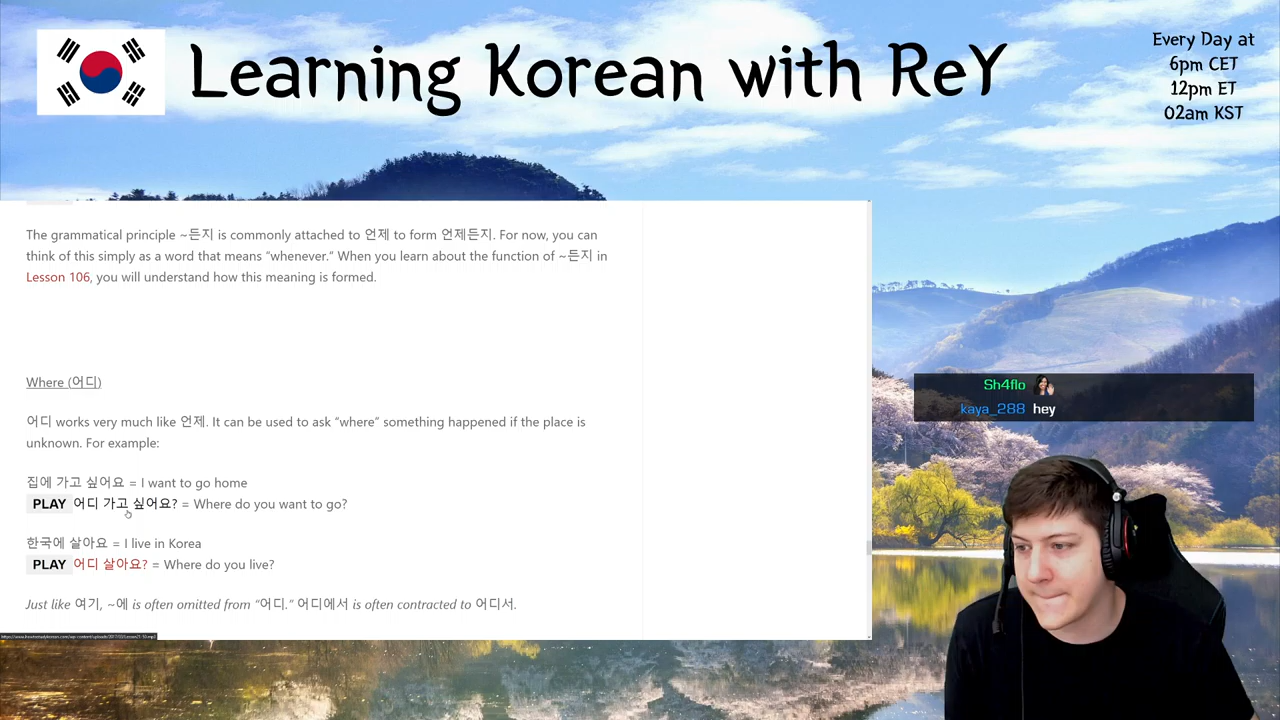 Learning Korean with ReY
Every Day at
6pm CET
12pm ET
02am KST
The grammatical principle ~든지 is commonly attached to 언제 to form 언제든지. For now, you can
think of this simply as a word that means “whenever.” When you learn about the function of ~든지 in
Lesson 106, you will understand how this meaning is formed.
Where (어디)
어디 works very much like 언제. It can be used to ask “where” something happened if the place is
unknown. For example:
집에 가고 싶어요 = I want to go home
PLAY 어디 가고 싶어요? = Where do you want to go?
한국에 살아요 = I live in Korea
PLAY 어디 살아요? = Where do you live?
Just like 여기, ~에 is often omitted from “어디.” 어디에서 is often contracted to 어디서.
Sh4flo
kaya_288 hey